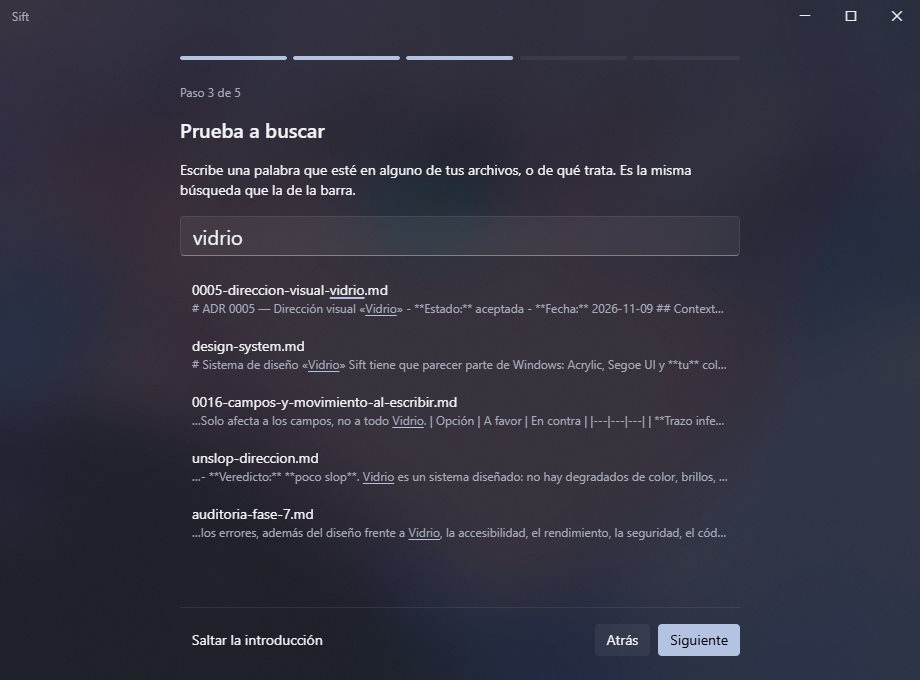 Sift
Paso 3 de 5
Prueba a buscar
Escribe una palabra que esté en alguno de tus archivos, o de qué trata. Es la misma
búsqueda que la de la barra.
vidrio
0005-direccion-visual-vidrio.md
# ADR 0005 — Dirección visual «Vidrio» - **Estado:** aceptada - **Fecha:** 2026-11-09 ## Context...
design-system.md
# Sistema de diseño «Vidrio» Sift tiene que parecer parte de Windows: Acrylic, Segoe UI y **tu** col...
0016-campos-y-movimiento-al-escribir.md
...Solo afecta a los campos, no a todo Vidrio. | Opción | A favor | En contra | |---|---|---| | **Trazo infe...
unslop-direccion.md
...- **Veredicto:** **poco slop**. Vidrio es un sistema diseñado: no hay degradados de color, brillos, ...
auditoria-fase-7.md
...los errores, además del diseño frente a Vidrio, la accesibilidad, el rendimiento, la seguridad, el cód...
Saltar la introducción
Atrás
Siguiente